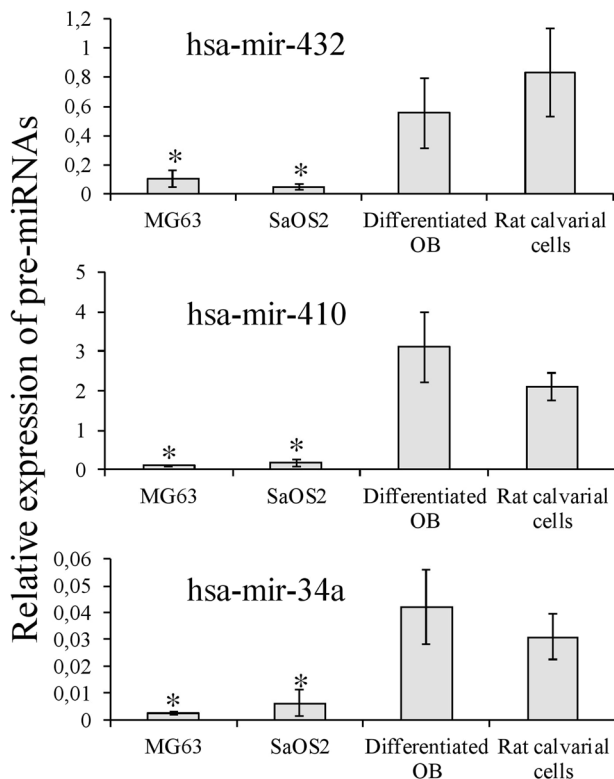 Relative expression of pre-miRNAs
hsa-mir-432
1,2
1
0,8
0,6
0,4
0,2
0
*
*
MG63
SaOS2
Differentiated
OB
Rat calvarial
cells
hsa-mir-410
5
4
3
2
1
0
*
*
MG63
SaOS2
Differentiated
OB
Rat calvarial
cells
hsa-mir-34a
0,06
0,05
0,04
0,03
0,02
0,01
0
*
*
MG63
SaOS2
Differentiated
OB
Rat calvarial
cells